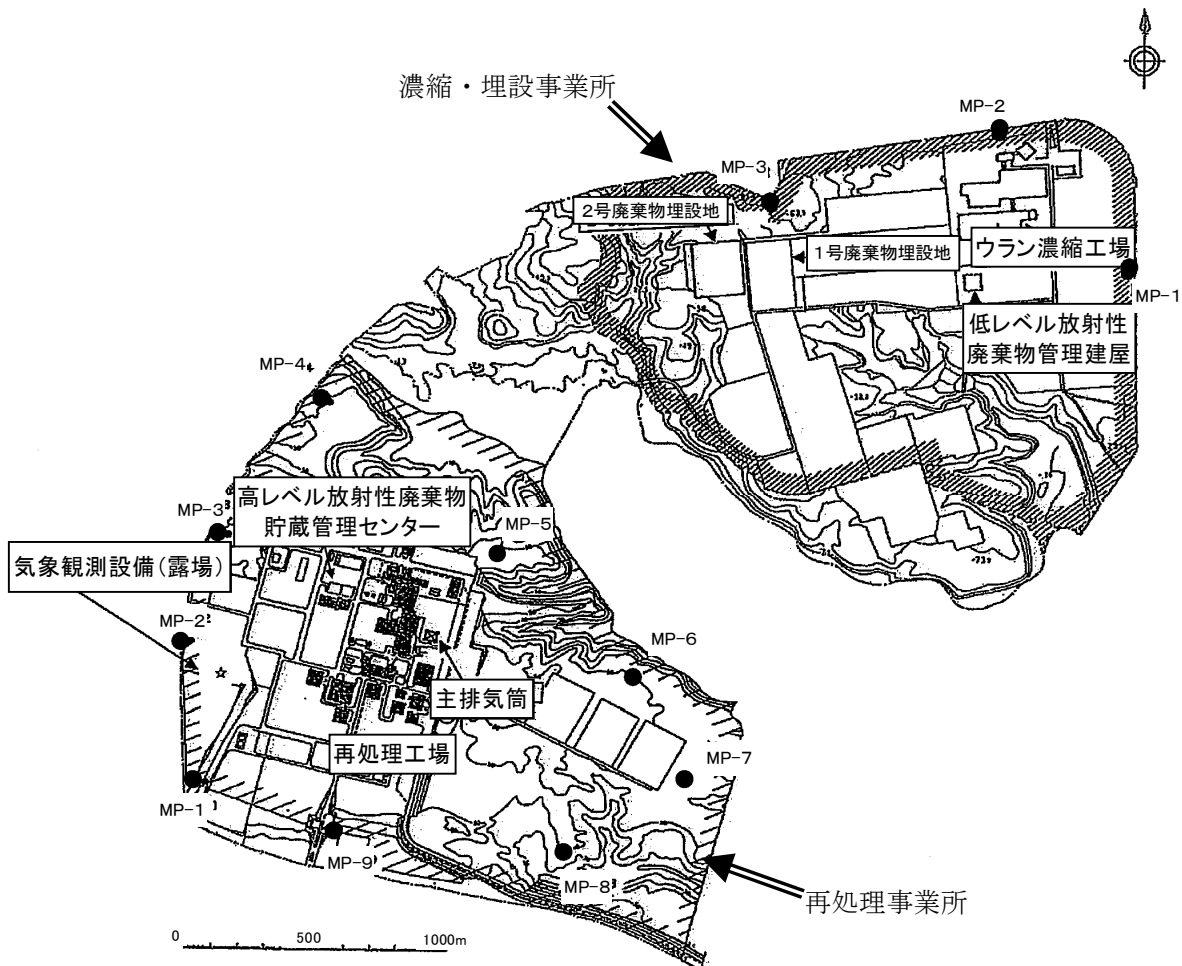 濃縮・埋設事業所
MP-2
MP-3
2号廃棄物埋設地
1号廃棄物埋設地
ウラン濃縮工場
MP-1
低レベル放射性
廃棄物管理建屋
MP-4
高レベル放射性廃棄物
貯蔵管理センター
MP-3
MP-5
気象観測設備(露場)
MP-2
MP-6
主排気筒
再処理工場
MP-7
MP-1
MP-9
MP-8
再処理事業所
0 500 1000m